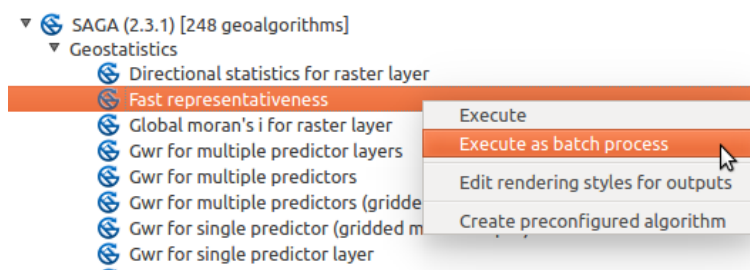 SAGA (2.3.1) [248 geoalgorithms]
Geostatistics
Directional statistics for raster layer
Fast representativeness
Global moran's i for raster layer
Gwr for multiple predictor layers
Gwr for multiple predictors
Gwr for multiple predictors (gridde
Gwr for single predictor (gridded m
Gwr for single predictor layer
Execute
Execute as batch process
Edit rendering styles for outputs
Create preconfigured algorithm